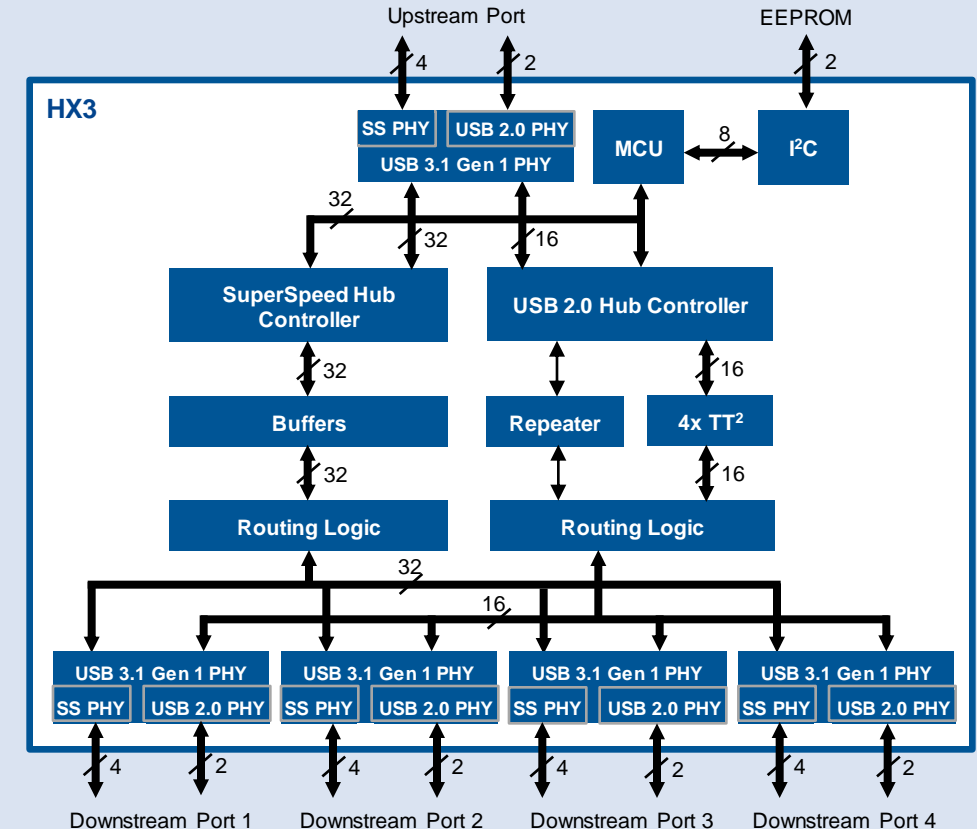 Upstream Port
EEPROM
4
2
2
HX3
SS PHY
USB 2.0 PHY
USB 3.1 Gen 1 PHY
MCU
8
I²C
32
32
16
SuperSpeed Hub
Controller
USB 2.0 Hub Controller
32
16
Buffers
Repeater
4x TT²
32
16
Routing Logic
Routing Logic
32
16
USB 3.1 Gen 1 PHY
USB 3.1 Gen 1 PHY
USB 3.1 Gen 1 PHY
USB 3.1 Gen 1 PHY
SS PHY
USB 2.0 PHY
SS PHY
USB 2.0 PHY
SS PHY
USB 2.0 PHY
SS PHY
USB 2.0 PHY
4
2
4
2
4
2
4
2
Downstream Port 1
Downstream Port 2
Downstream Port 3
Downstream Port 4